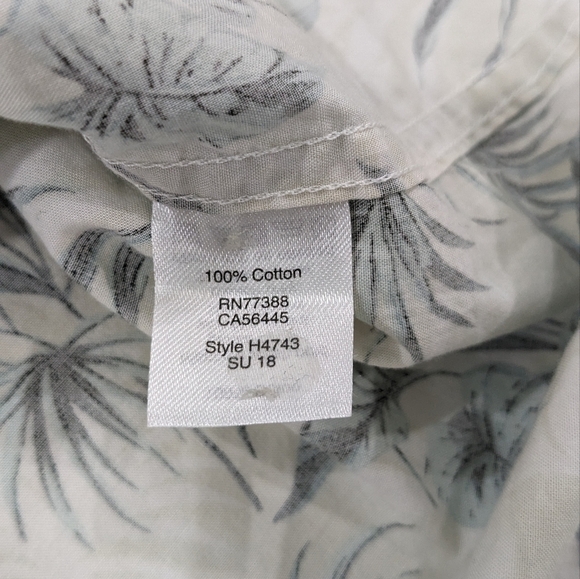 100% Cotton
RN77388
CA56445
Style H4743
SU 18